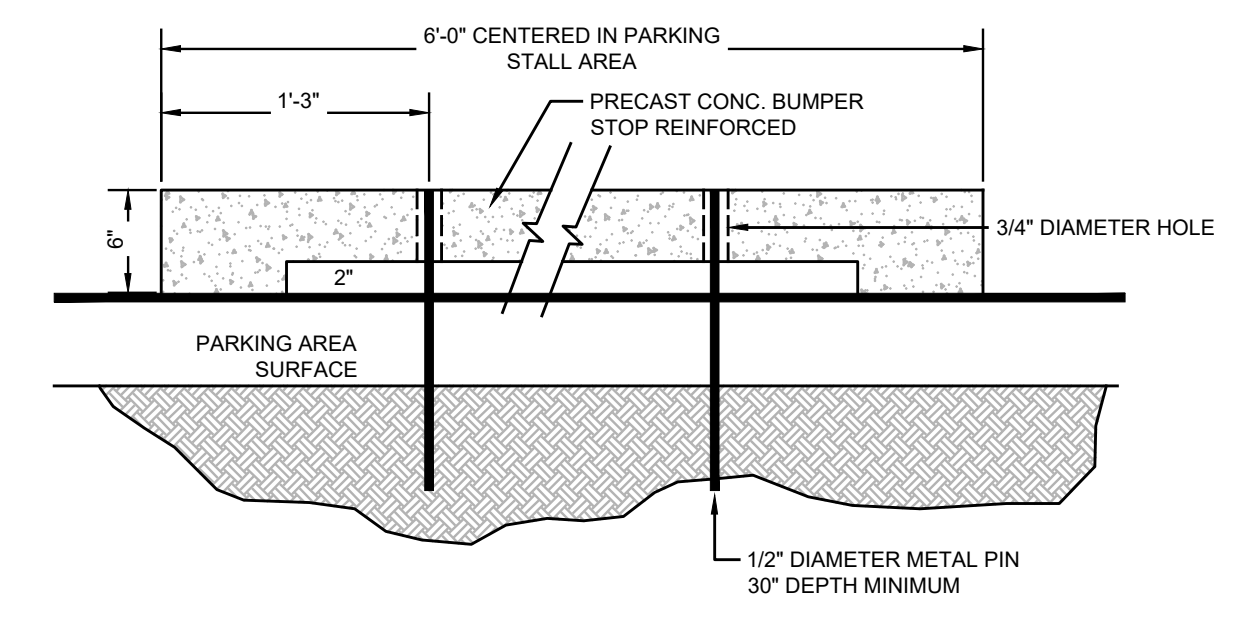 6'-0" CENTERED IN PARKING
STALL AREA
1'-3"
PRECAST CONC. BUMPER
STOP REINFORCED
6"
3/4" DIAMETER HOLE
2"
PARKING AREA
SURFACE
1/2" DIAMETER METAL PIN
30" DEPTH MINIMUM